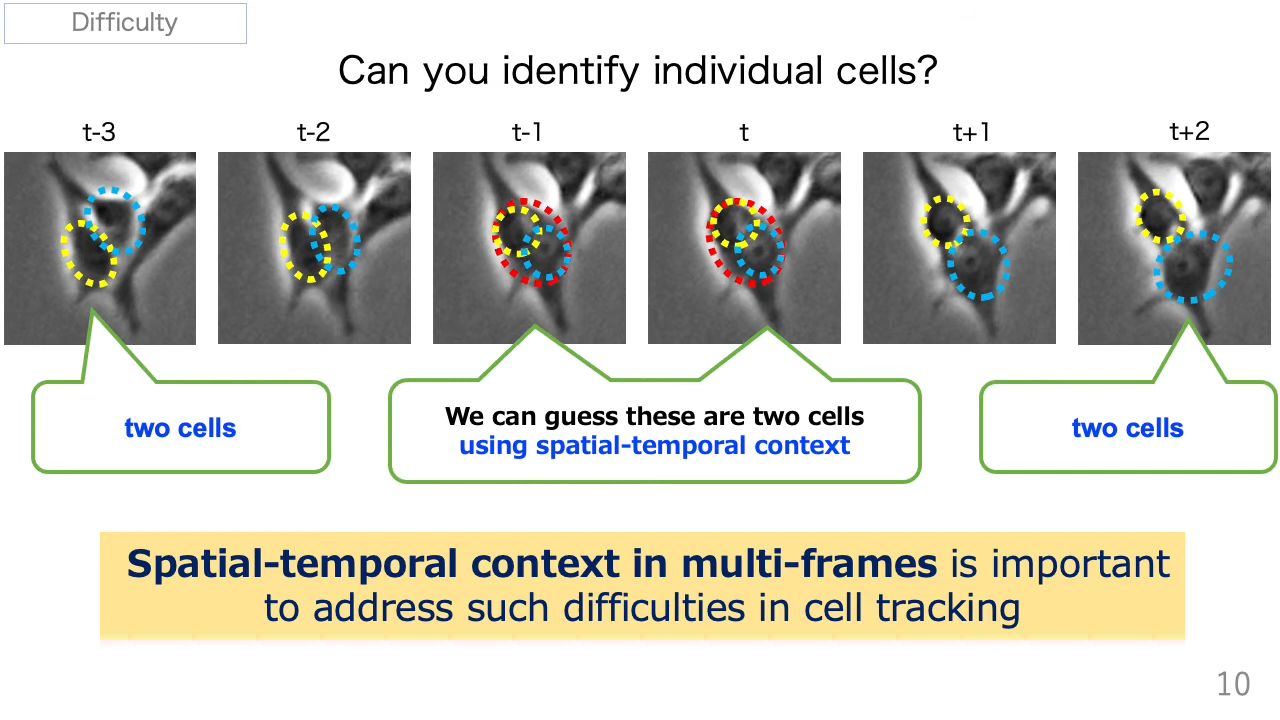 Difficulty
Can you identify individual cells?
t-3
t-2
t-1
t
t+1
t+2
two cells
We can guess these are two cells
using spatial-temporal context
two cells
Spatial-temporal context in multi-frames is important
to address such difficulties in cell tracking
10